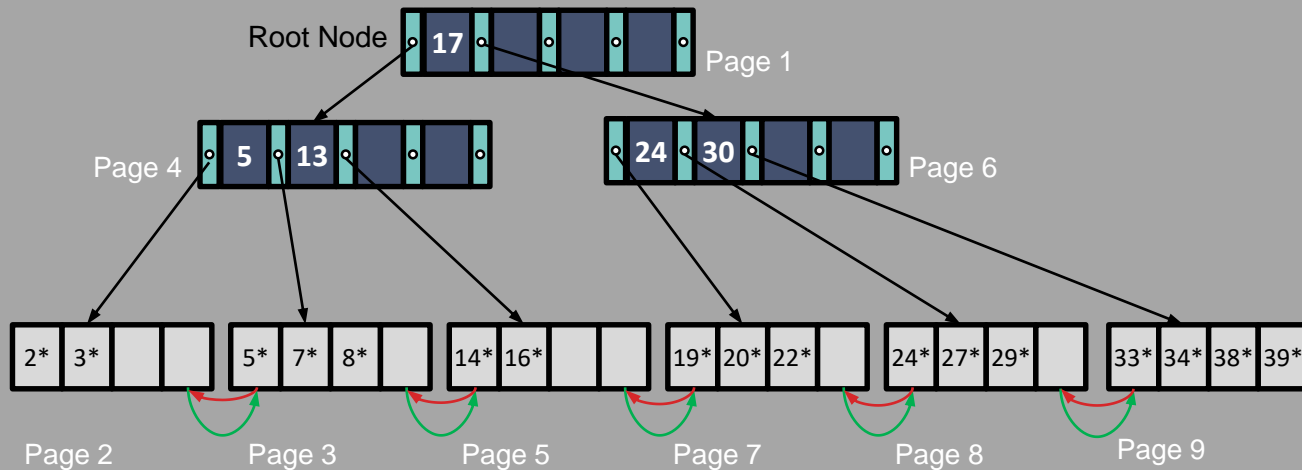 Root Node
17
Page 1
Page 4
5 13
24 30
Page 6
2* 3*
5* 7* 8*
14* 16*
19* 20* 22*
24* 27* 29*
33* 34* 38* 39*
Page 2
Page 3
Page 5
Page 7
Page 8
Page 9